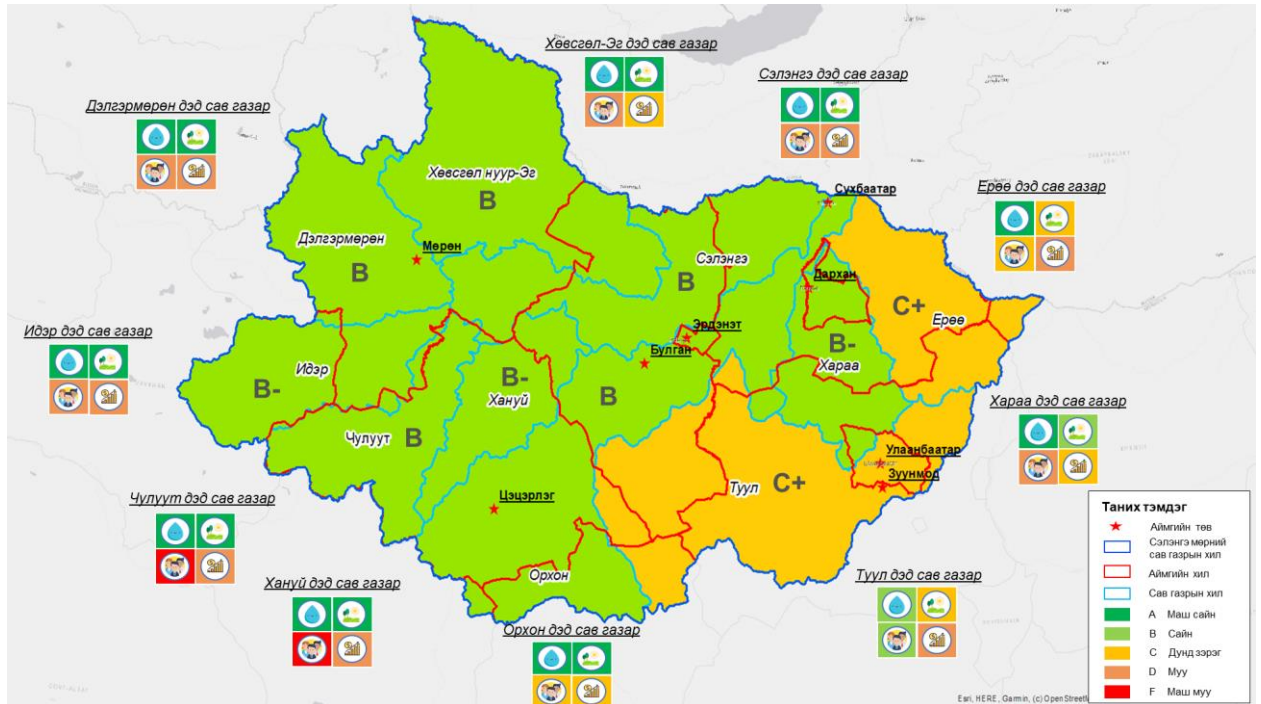 Хөвсгөл-Эг дэд сав газар
Сэлэнгэ дэд сав газар
Дэлгэрмөрөн дэд сав газар
Ерөө дэд сав газар
Хөвсгөл нуур-Эг
B
Сүхбаатар
Дэлгэрмөрөн
B
Мөрөн
Сэлэнгэ
B
Дархан
C+
Ерөө
Идэр дэд сав газар
Эрдэнэт
Булган
B-
Хараа
Идэр
B-
B-
Хануй
B
Чулуут
B
Хараа дэд сав газар
Улаанбаатар
Зуунмод
Туул
C+
Цэцэрлэг
Чулуут дэд сав газар
Орхон
Хануй дэд сав газар
Туул дэд сав газар
Орхон дэд сав газар
Таних тэмдэг
Аймгийн төв
Сэлэнгэ мөрний
сав газрын хил
Аймгийн хил
Сав газрын хил
A Маш сайн
B Сайн
C Дунд зэрэг
D Муу
F Маш муу
Esri, HERE, Garmin, (c) OpenStreetM